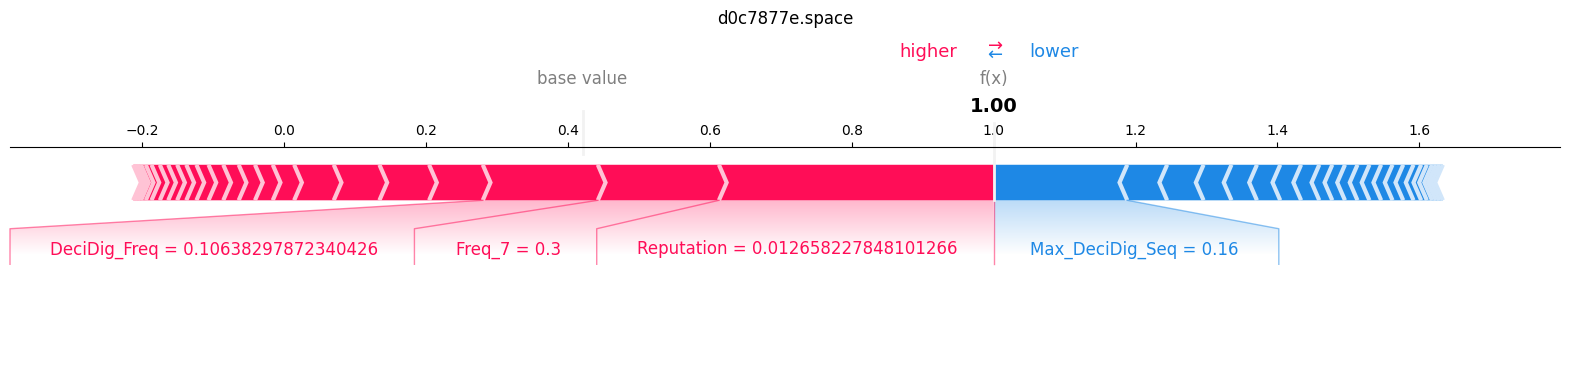 d0c7877e.space
higher ⇄ lower
base value f(x)
1.00
−0.2 0.0 0.2 0.4 0.6 0.8 1.0 1.2 1.4 1.6
DeciDig_Freq = 0.10638297872340426 Freq_7 = 0.3 Reputation = 0.012658227848101266 Max_DeciDig_Seq = 0.16